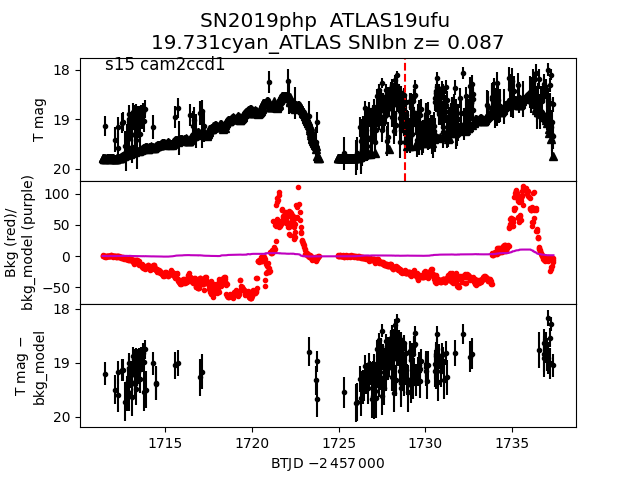 SN2019php  ATLAS19ufu
19.731cyan_ATLAS SNIbn z= 0.087
s15 cam2ccd1
18
19
20
T mag
100
50
0
−50
Bkg (red)/
bkg_model (purple)
18
19
20
T mag −
bkg_model
1715
1720
1725
1730
1735
BTJD −2 457 000